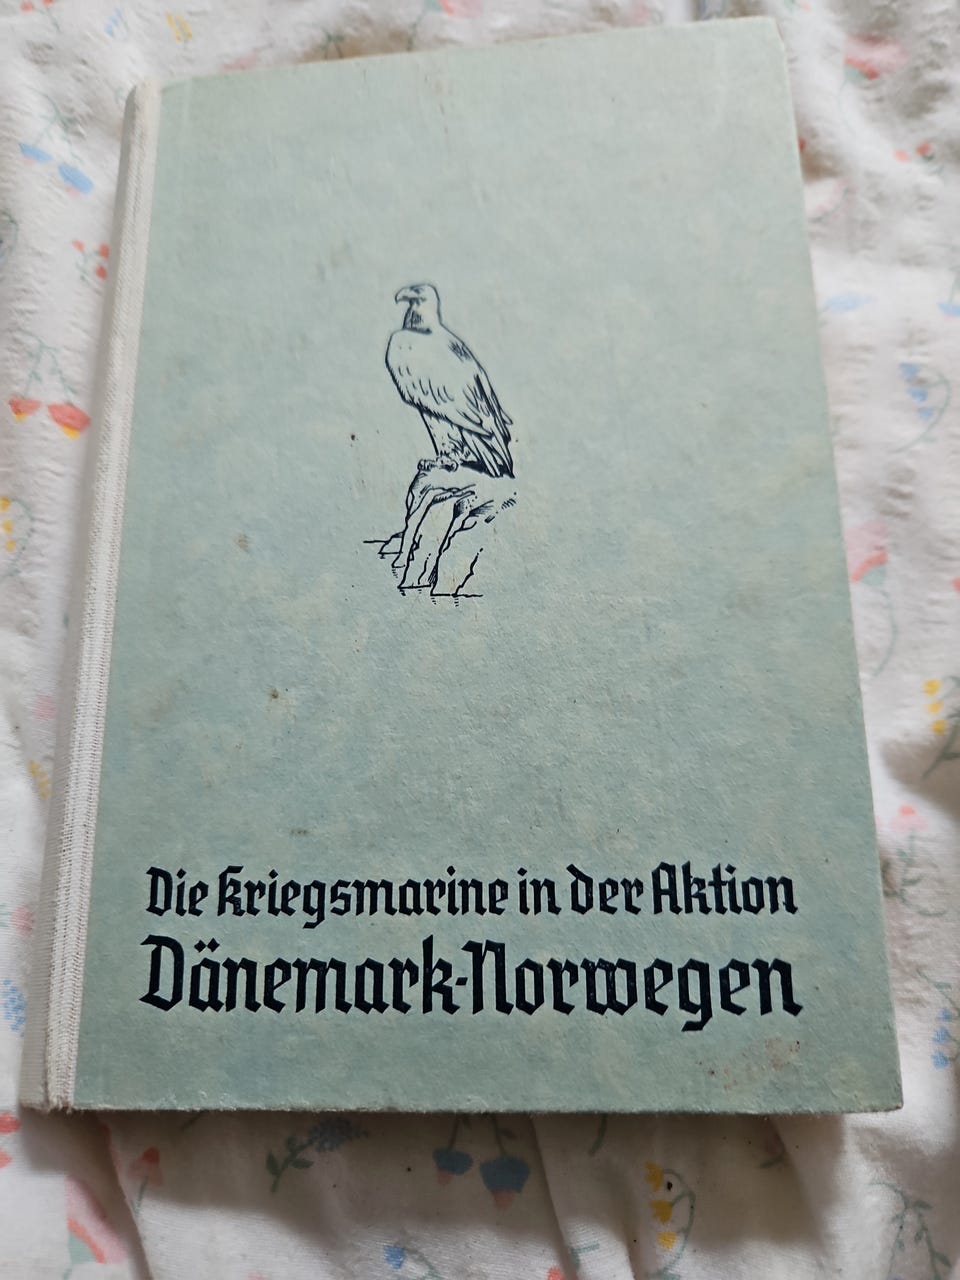 Die Kriegsmarine in der Aktion
Dänemark-Norwegen